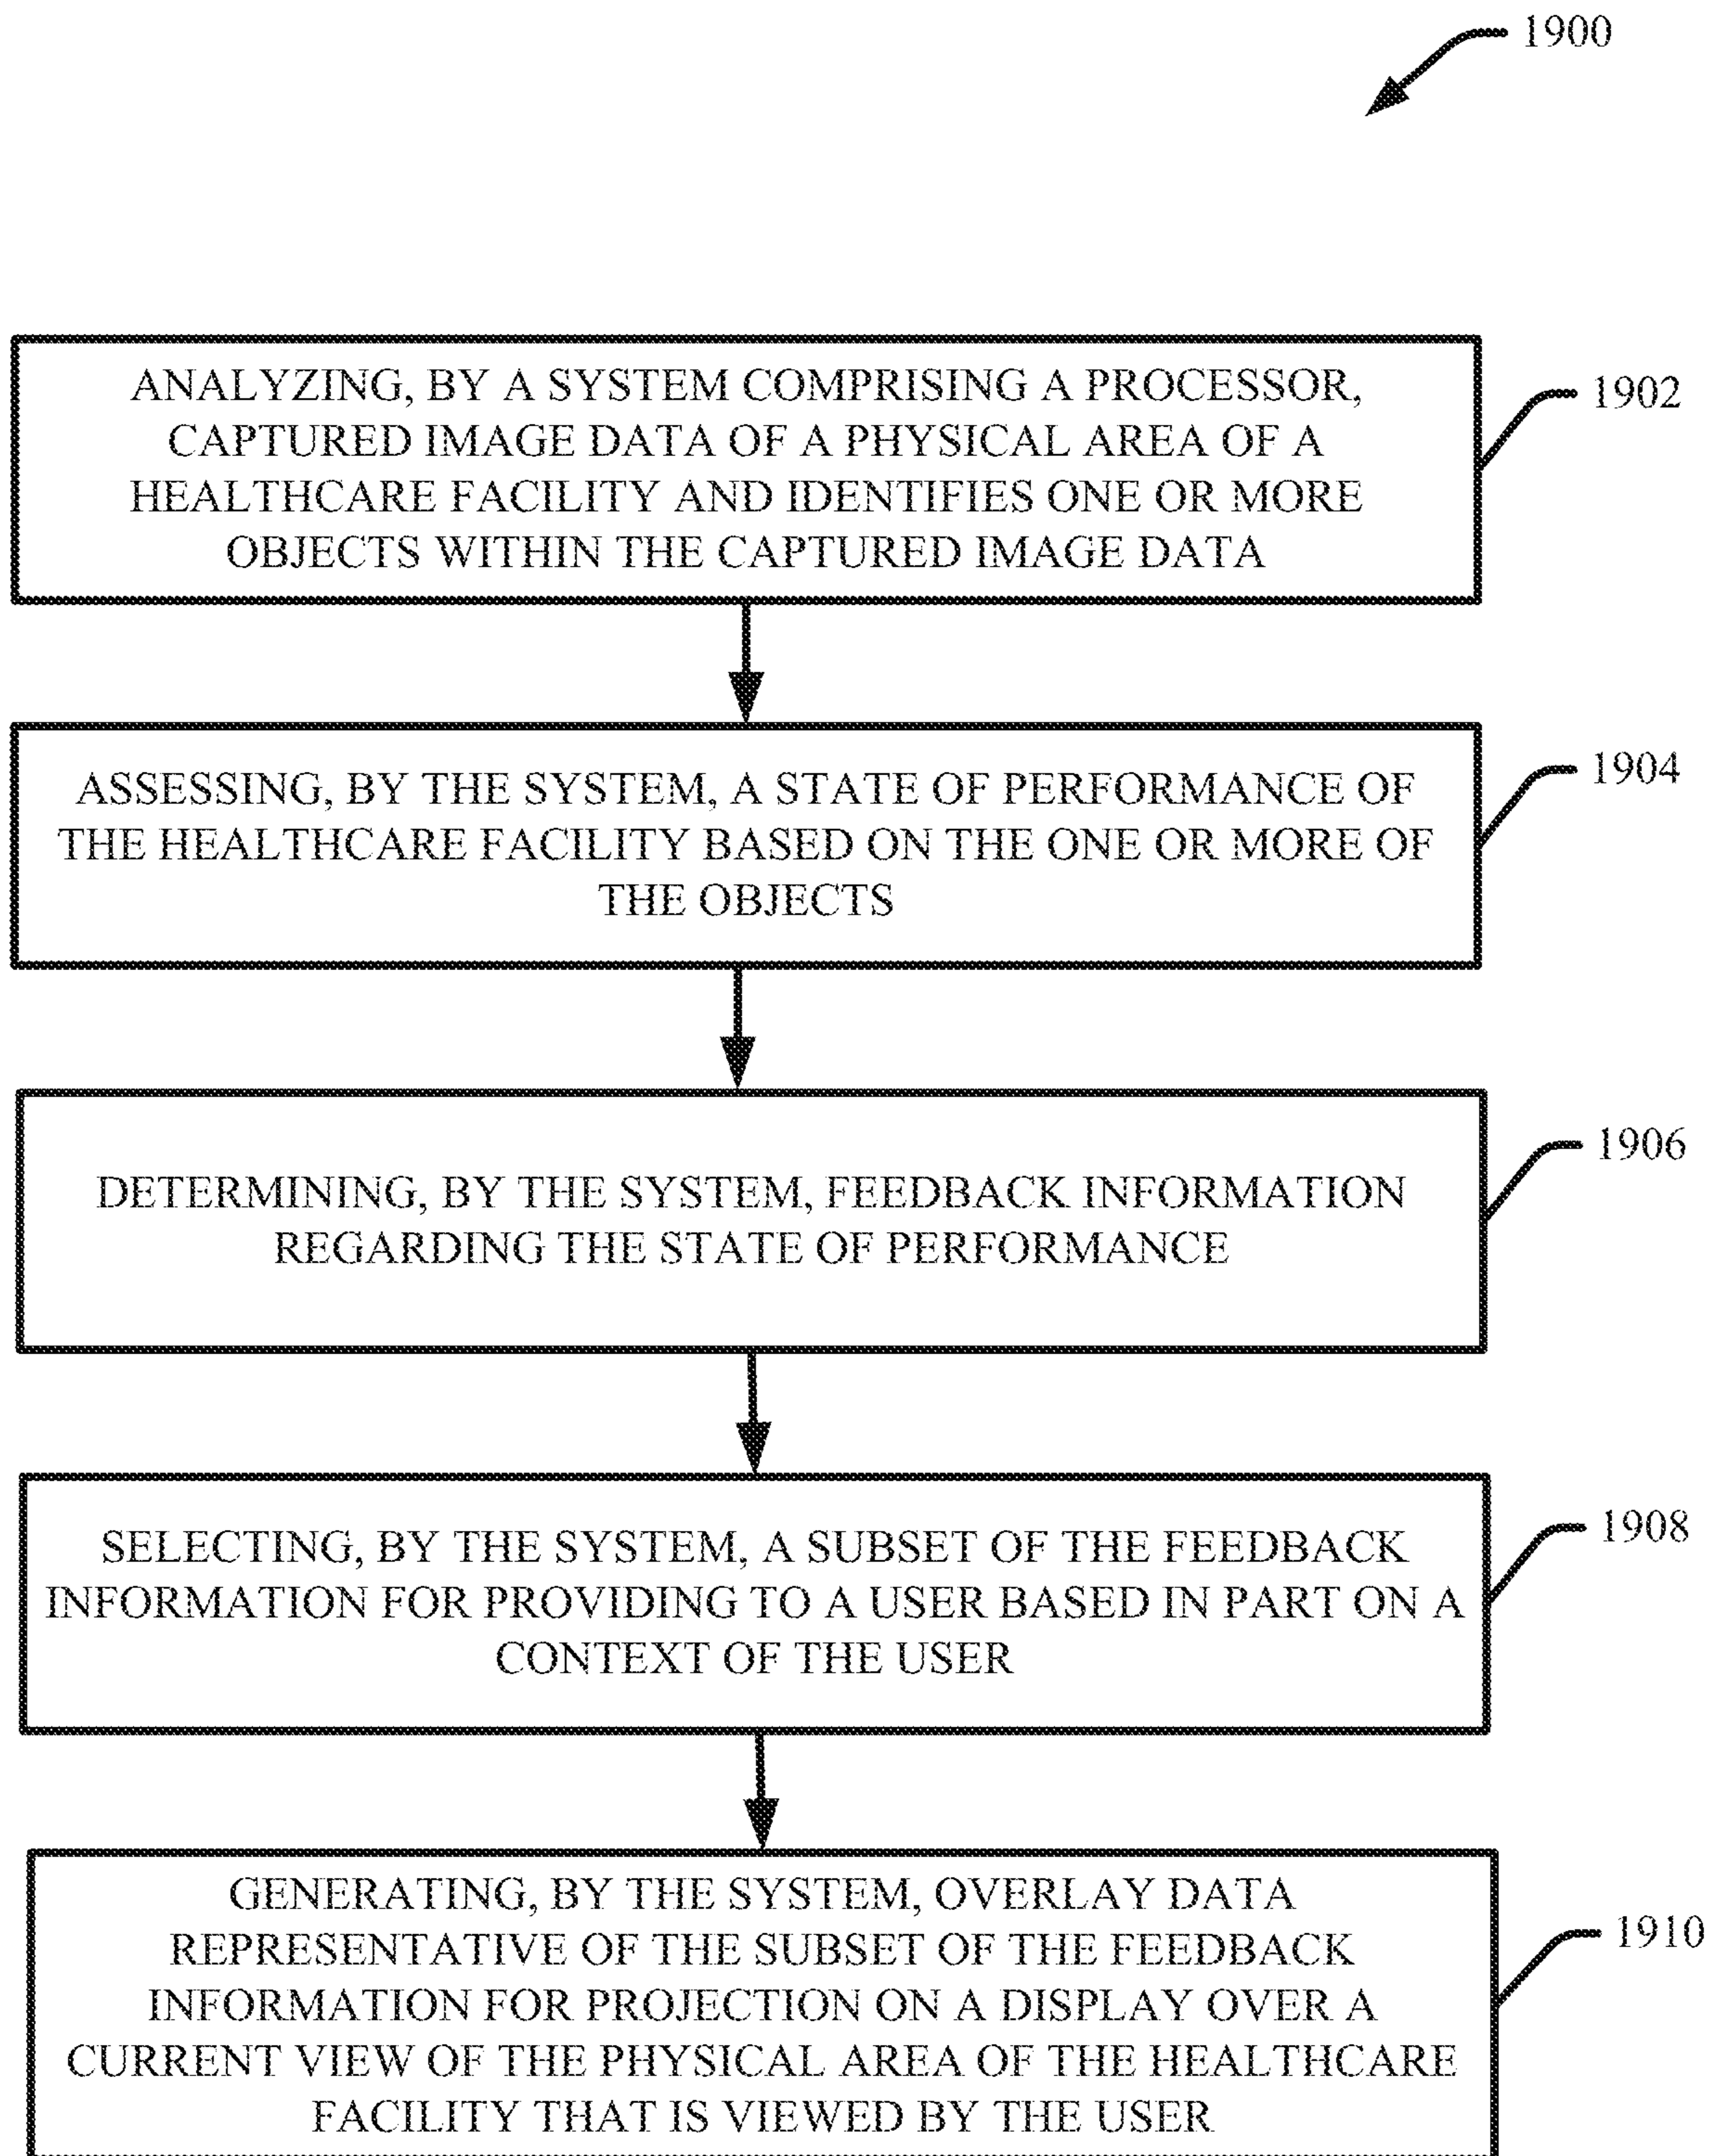 1900
ANALYZING, BY A SYSTEM COMPRISING A PROCESSOR,
CAPTURED IMAGE DATA OF A PHYSICAL AREA OF A
HEALTHCARE FACILITY AND IDENTIFIES ONE OR MORE
OBJECTS WITHIN THE CAPTURED IMAGE DATA
1902
ASSESSING, BY THE SYSTEM, A STATE OF PERFORMANCE OF
THE HEALTHCARE FACILITY BASED ON THE ONE OR MORE OF
THE OBJECTS
1904
DETERMINING, BY THE SYSTEM, FEEDBACK INFORMATION
REGARDING THE STATE OF PERFORMANCE
1906
SELECTING, BY THE SYSTEM, A SUBSET OF THE FEEDBACK
INFORMATION FOR PROVIDING TO A USER BASED IN PART ON A
CONTEXT OF THE USER
1908
GENERATING, BY THE SYSTEM, OVERLAY DATA
REPRESENTATIVE OF THE SUBSET OF THE FEEDBACK
INFORMATION FOR PROJECTION ON A DISPLAY OVER A
CURRENT VIEW OF THE PHYSICAL AREA OF THE HEALTHCARE
FACILITY THAT IS VIEWED BY THE USER
1910